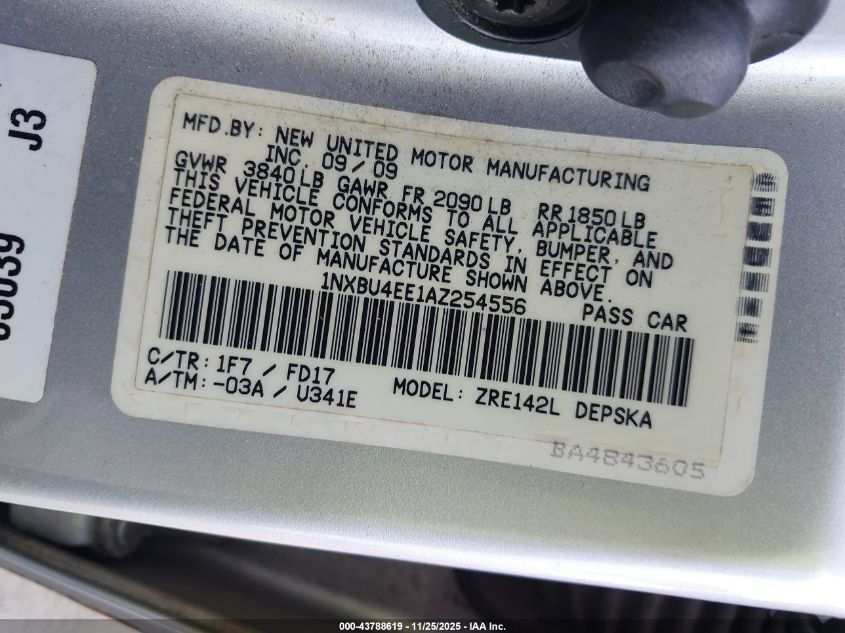 J3
MFD.BY: NEW UNITED MOTOR MANUFACTURING
INC. 09/09
GVWR 3840LB GAWR FR 2090LB RR1850LB
THIS VEHICLE CONFORMS TO ALL APPLICABLE
FEDERAL MOTOR VEHICLE SAFETY, BUMPER, AND
THEFT PREVENTION STANDARDS IN EFFECT ON
THE DATE OF MANUFACTURE SHOWN ABOVE.
1NXBU4EE1AZ254556 PASS CAR
C/TR: 1F7 / FD17
A/TM: -03A / U341E
MODEL: ZRE142L DEPSKA
BA4843605
000-43788619 - 11/25/2025 - IAA Inc.